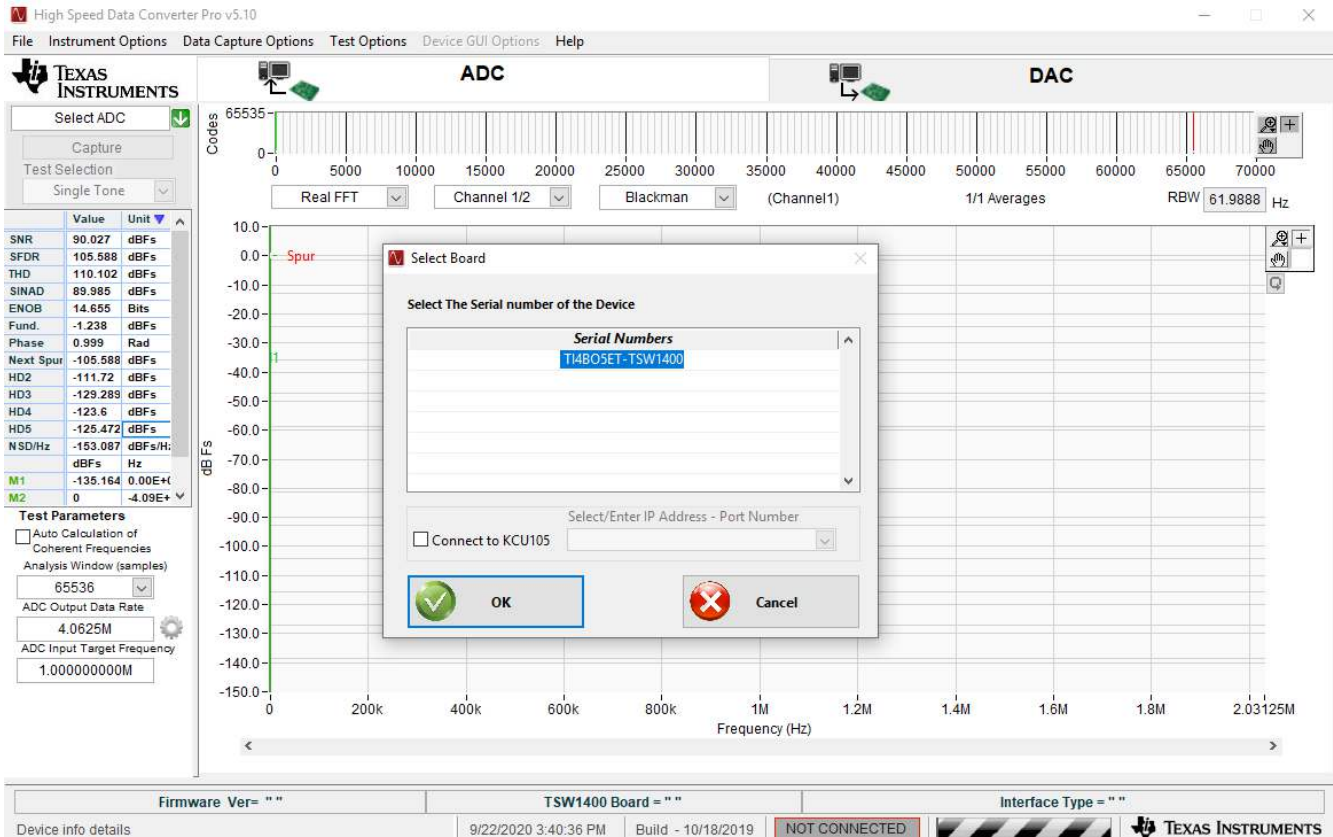 High Speed Data Converter Pro v5.10
File Instrument Options Data Capture Options Test Options Device GUI Options Help
TEXAS INSTRUMENTS
ADC
DAC
Select ADC
Capture
Test Selection
Single Tone
Codes
65535
0
0 5000 10000 15000 20000 25000 30000 35000 40000 45000 50000 55000 60000 65000 70000
Real FFT Channel 1/2 Blackman (Channel1) 1/1 Averages RBW 61.9888 Hz
Value Unit
SNR 90.027 dBFs
SFDR 105.588 dBFs
THD 110.102 dBFs
SINAD 89.985 dBFs
ENOB 14.655 Bits
Fund. -1.238 dBFs
Phase 0.999 Rad
Next Spur -105.588 dBFs
HD2 -111.72 dBFs
HD3 -129.289 dBFs
HD4 -123.6 dBFs
HD5 -125.472 dBFs
NSD/Hz -153.087 dBFs/Hz
dBFs Hz
M1 -135.164 0.00E+0
M2 0 -4.09E+
Test Parameters
Auto Calculation of
Coherent Frequencies
Analysis Window (samples)
65536
ADC Output Data Rate
4.0625M
ADC Input Target Frequency
1.000000000M
10.0
0.0
-10.0
-20.0
-30.0
-40.0
-50.0
-60.0
-70.0
-80.0
-90.0
-100.0
-110.0
-120.0
-130.0
-140.0
-150.0
dB Fs
Spur
1
0 200k 400k 600k 800k 1M 1.2M 1.4M 1.6M 1.8M 2.03125M
Frequency (Hz)
Select Board
Select The Serial number of the Device
Serial Numbers
TI4BO5ET-TSW1400
Select/Enter IP Address - Port Number
Connect to KCU105
OK Cancel
Firmware Ver= " " TSW1400 Board = " " Interface Type = " "
Device info details 9/22/2020 3:40:36 PM Build - 10/18/2019 NOT CONNECTED TEXAS INSTRUMENTS